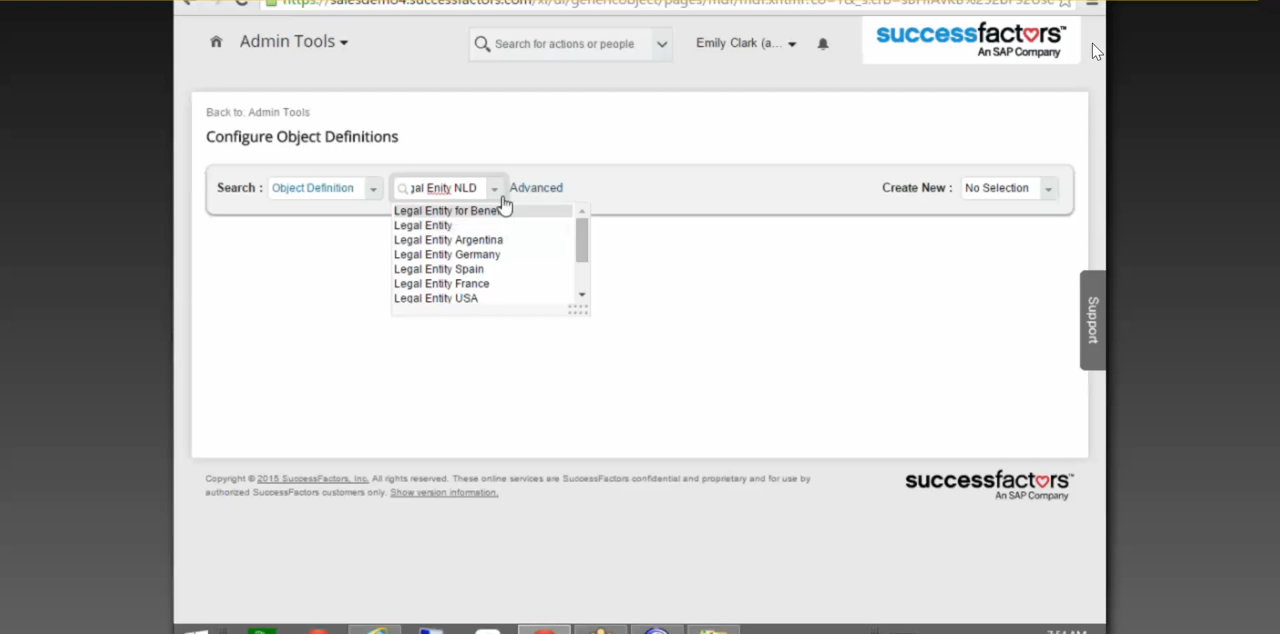 Admin Tools
Search for actions or people
Emily Clark (a...
successfactors™
An SAP Company
Back to: Admin Tools
Configure Object Definitions
Search :
Object Definition
gal Enity NLD
Advanced
Create New :
No Selection
Legal Entity for Bene
Legal Entity
Legal Entity Argentina
Legal Entity Germany
Legal Entity Spain
Legal Entity France
Legal Entity USA
Support
Copyright © 2015 SuccessFactors, Inc. All rights reserved. These online services are SuccessFactors confidential and proprietary and for use by
authorized SuccessFactors customers only. Show version information.
successfactors™
An SAP Company